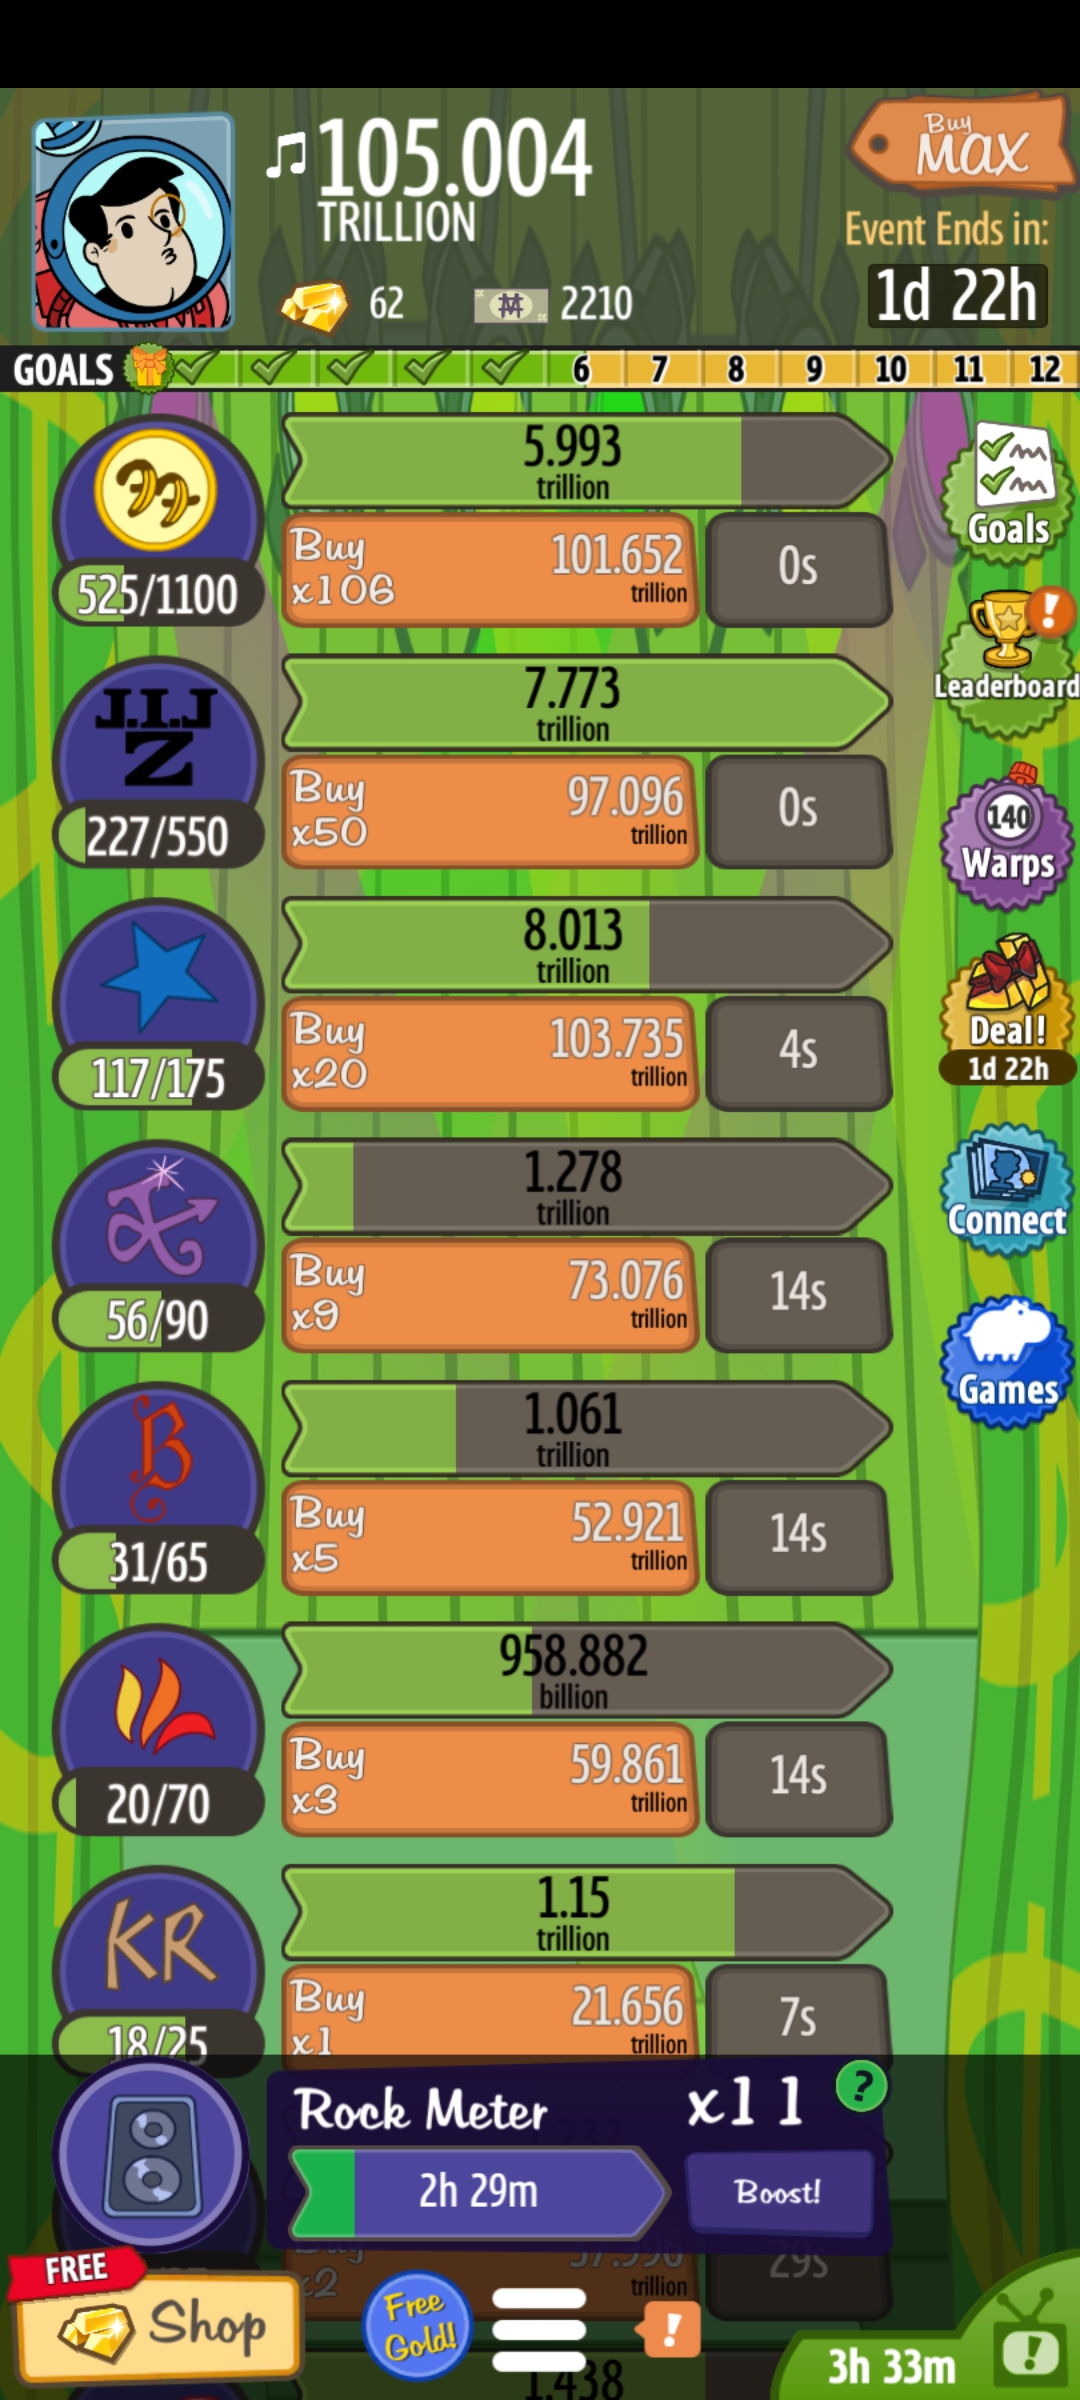 105.004
TRILLION
62
2210
Buy
MAX
Event Ends in:
1d 22h
GOALS
6 7 8 9 10 11 12
5.993
trillion
525/1100
Buy
x106
101.652
trillion
0s
Goals
7.773
trillion
J.I.J
Z
227/550
Buy
x50
97.096
trillion
0s
Leaderboard
8.013
trillion
117/175
Buy
x20
103.735
trillion
4s
140
Warps
Deal!
1d 22h
1.278
trillion
56/90
Buy
x9
73.076
trillion
14s
Connect
Games
1.061
trillion
B
31/65
Buy
x5
52.921
trillion
14s
958.882
billion
20/70
Buy
x3
59.861
trillion
14s
1.15
trillion
KR
18/25
Buy
x1
21.656
trillion
7s
Rock Meter
x11
?
2h 29m
Boost!
Buy
x2
57.996
trillion
29s
FREE
Shop
Free
Gold!
!
1.438
3h 33m
!